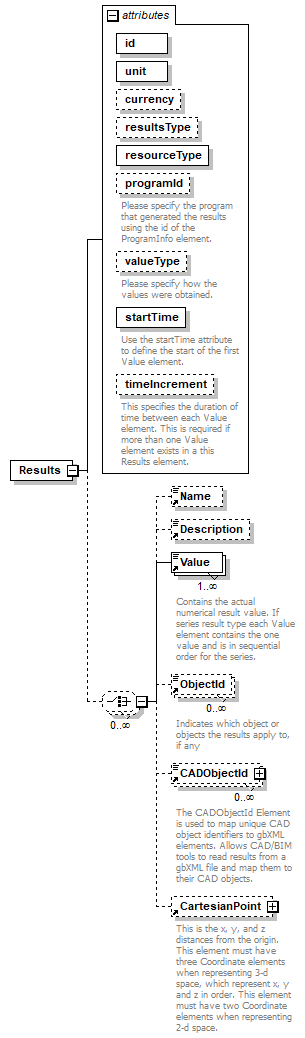 attributes
id
unit
currency
resultsType
resourceType
programId
Please specify the program
that generated the results
using the id of the
ProgramInfo element.
valueType
Please specify how the
values were obtained.
startTime
Use the startTime attribute
to define the start of the first
Value element.
timeIncrement
This specifies the duration of
time between each Value
element. This is required if
more than one Value
element exists in a this
Results element.
Results
0..∞
Name
Description
Value
1..∞
Contains the actual
numerical result value. If
series result type each Value
element contains the one
value and is in sequential
order for the series.
ObjectId
0..∞
Indicates which object or
objects the results apply to,
if any
CADObjectId
0..∞
The CADObjectId Element
is used to map unique CAD
object identifiers to gbXML
elements. Allows CAD/BIM
tools to read results from a
gbXML file and map them to
their CAD objects.
CartesianPoint
This is the x, y, and z
distances from the origin.
This element must have
three Coordinate elements
when representing 3-d
space, which represent x, y
and z in order. This element
must have two Coordinate
elements when representing
2-d space.